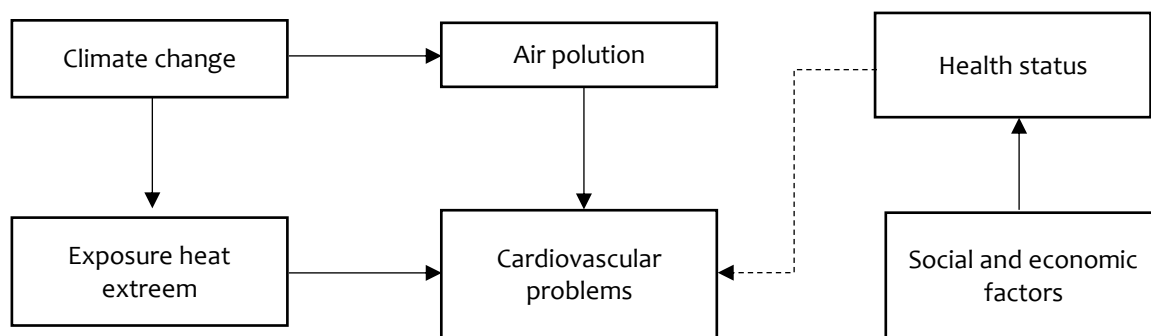 Climate change
Air polution
Health status
Exposure heat
extreem
Cardiovascular
problems
Social and economic
factors